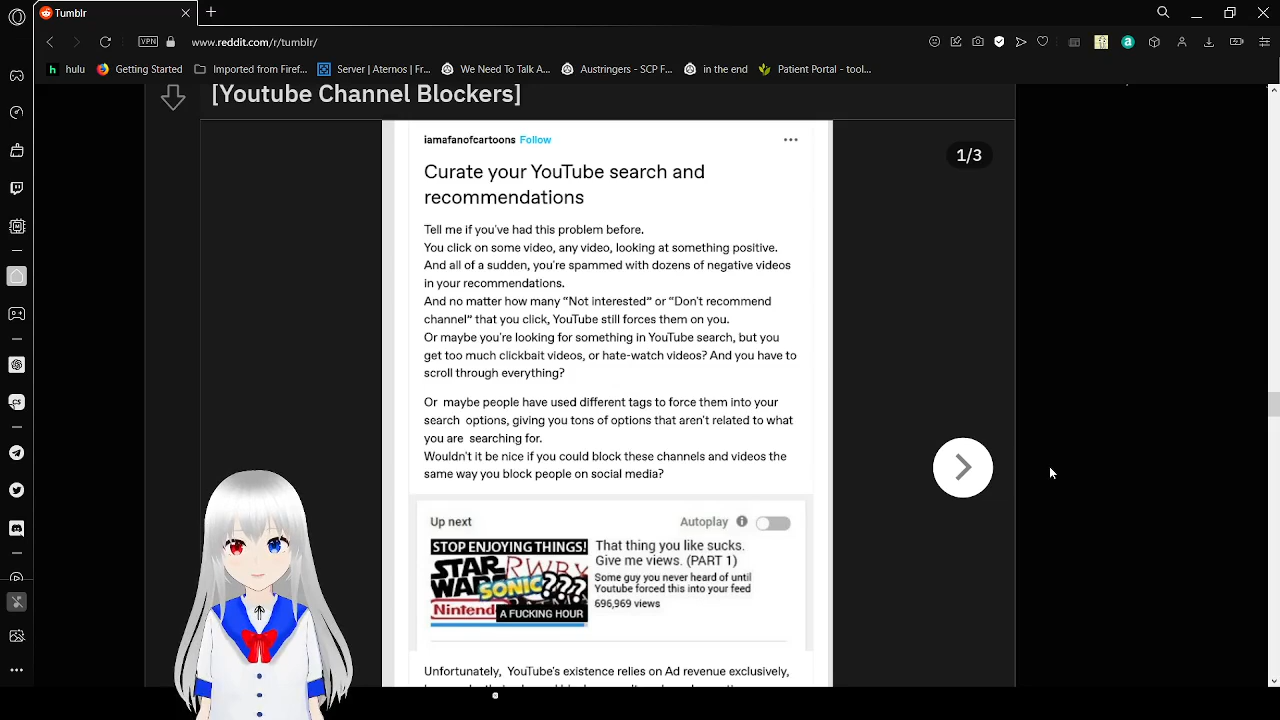 Tumblr
VPN
www.reddit.com/r/tumblr/
h hulu
Getting Started
Imported from Firef...
Server | Aternos | Fr...
We Need To Talk A...
Austringers - SCP F...
in the end
Patient Portal - tool...
[Youtube Channel Blockers]
iamafanofcartoons Follow
1/3
Curate your YouTube search and
recommendations
Tell me if you've had this problem before.
You click on some video, any video, looking at something positive.
And all of a sudden, you're spammed with dozens of negative videos
in your recommendations.
And no matter how many “Not interested” or “Don't recommend
channel” that you click, YouTube still forces them on you.
Or maybe you're looking for something in YouTube search, but you
get too much clickbait videos, or hate-watch videos? And you have to
scroll through everything?
Or maybe people have used different tags to force them into your
search options, giving you tons of options that aren't related to what
you are searching for.
Wouldn't it be nice if you could block these channels and videos the
same way you block people on social media?
Up next
Autoplay
STOP ENJOYING THINGS!
STAR WARS
RWBY
SONIC???
Nintendo
A FUCKING HOUR
That thing you like sucks.
Give me views. (PART 1)
Some guy you never heard of until
Youtube forced this into your feed
696,969 views
Unfortunately, YouTube's existence relies on Ad revenue exclusively,